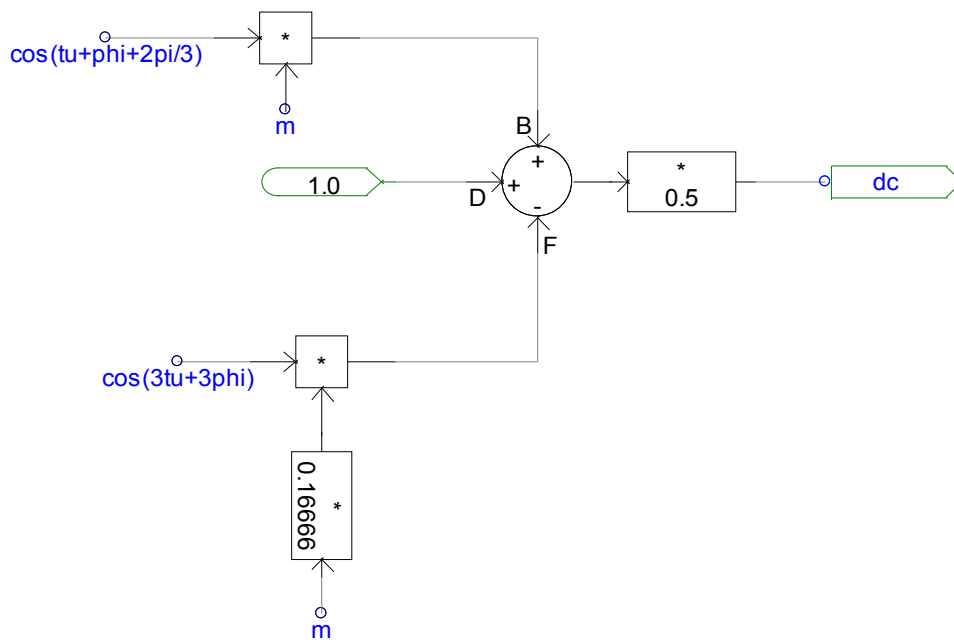 *
cos(tu+phi+2pi/3)
m
B
+
1.0
D
+
-
F
*
0.5
dc
*
cos(3tu+3phi)
*
0.16666
m